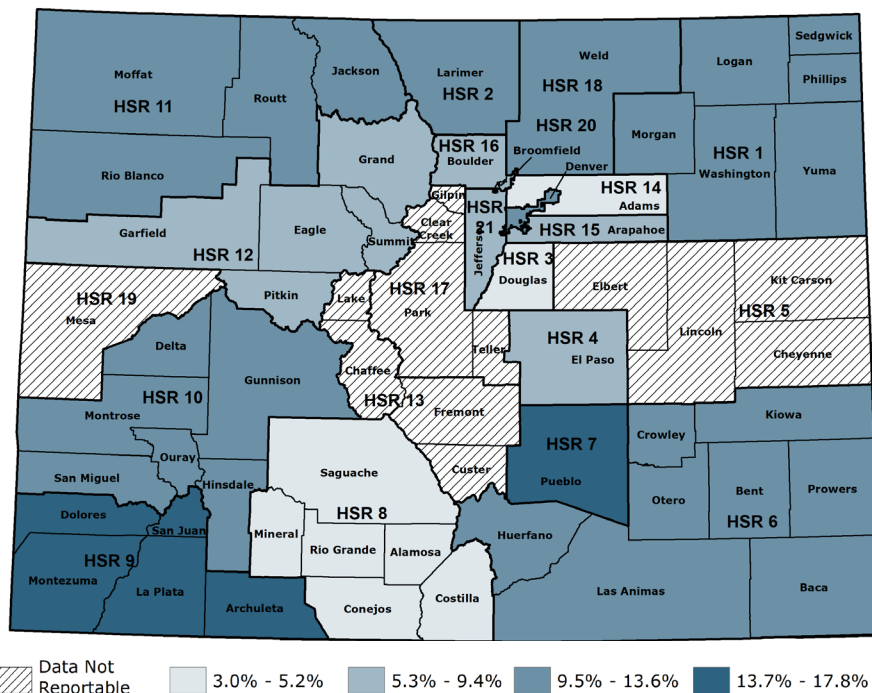 Sedgwick
Weld
Logan
Moffat
Jackson
Larimer
Phillips
HSR 11
Routt
HSR 2
HSR 18
HSR 20
Morgan
HSR 16
Boulder
Broomfield
HSR 1
Washington
Yuma
Grand
Denver
Rio Blanco
Gilpin
HSR 14
Adams
HSR
21
Clear
Creek
Garfield
Eagle
Summit
HSR 15
Arapahoe
HSR 12
Jefferson
HSR 3
Douglas
Elbert
Kit Carson
HSR 19
Mesa
Pitkin
Lake
HSR 17
Park
HSR 5
Lincoln
Delta
HSR 4
El Paso
Teller
Cheyenne
Gunnison
Chaffee
HSR 10
Montrose
HSR 13
Fremont
Kiowa
Crowley
HSR 7
Ouray
San Miguel
Hinsdale
Saguache
Custer
Pueblo
Otero
Bent
Prowers
Dolores
HSR 8
HSR 6
San Juan
Mineral
Rio Grande
Alamosa
Huerfano
HSR 9
Montezuma
La Plata
Archuleta
Conejos
Costilla
Las Animas
Baca
Data Not
Reportable
3.0% - 5.2%
5.3% - 9.4%
9.5% - 13.6%
13.7% - 17.8%